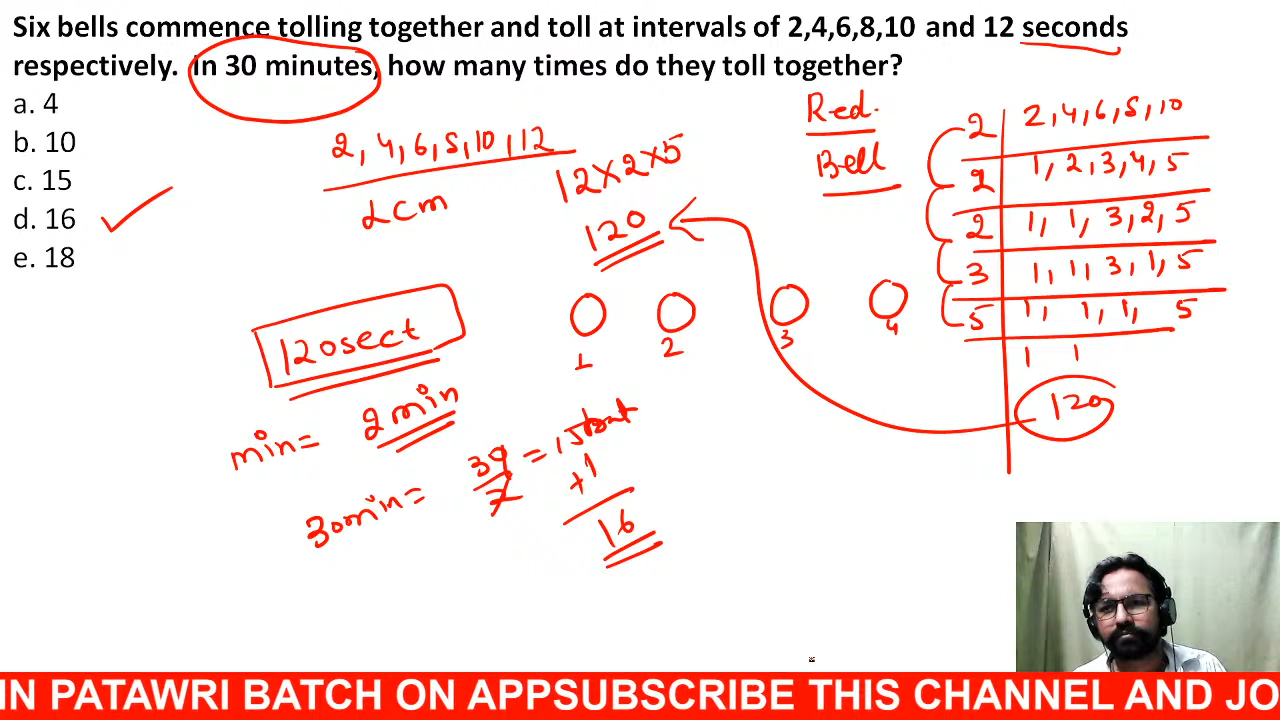 Six bells commence tolling together and toll at intervals of 2,4,6,8,10 and 12 seconds
respectively. In 30 minutes, how many times do they toll together?
a. 4
b. 10
c. 15
d. 16
e. 18
2, 4, 6, 8, 10, 12
LCM
12×2×5
120
Red.
Bell
2 | 2, 4, 6, 8, 10
2 | 1, 2, 3, 4, 5
2 | 1, 1, 3, 2, 5
3 | 1, 1, 3, 1, 5
5 | 1, 1, 1, 5
1 1
120
1 2 3 4
120sect
min= 2min
30min= 30/2 = 15
+1
16
IN PATAWRI BATCH ON APPSUBSCRIBE THIS CHANNEL AND JO